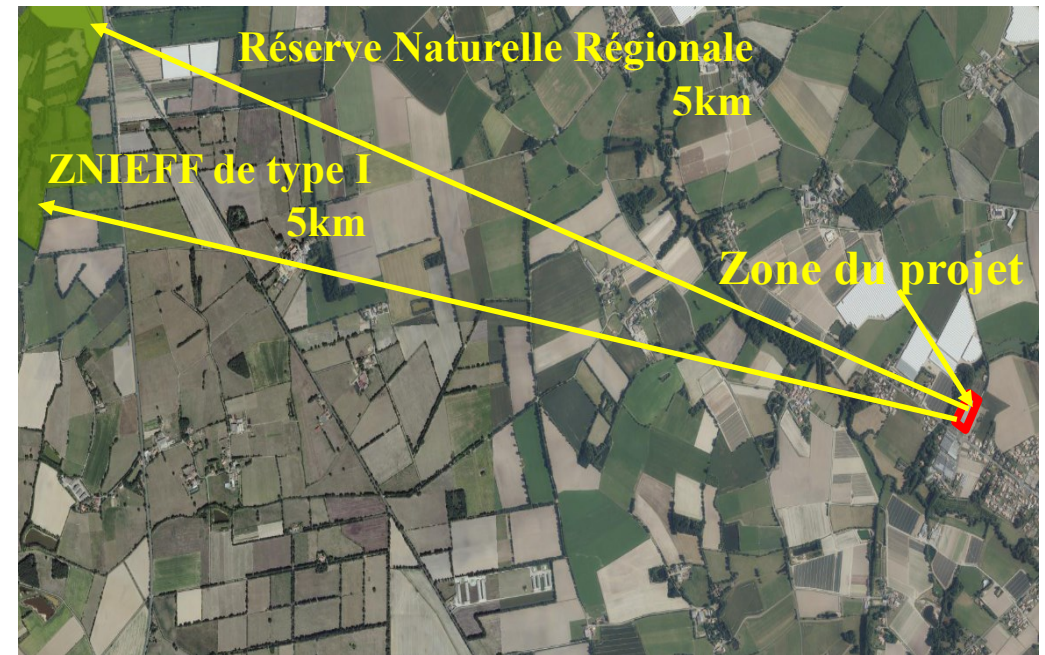 Réserve Naturelle Régionale
5km
ZNIEFF de type I
5km
Zone du projet